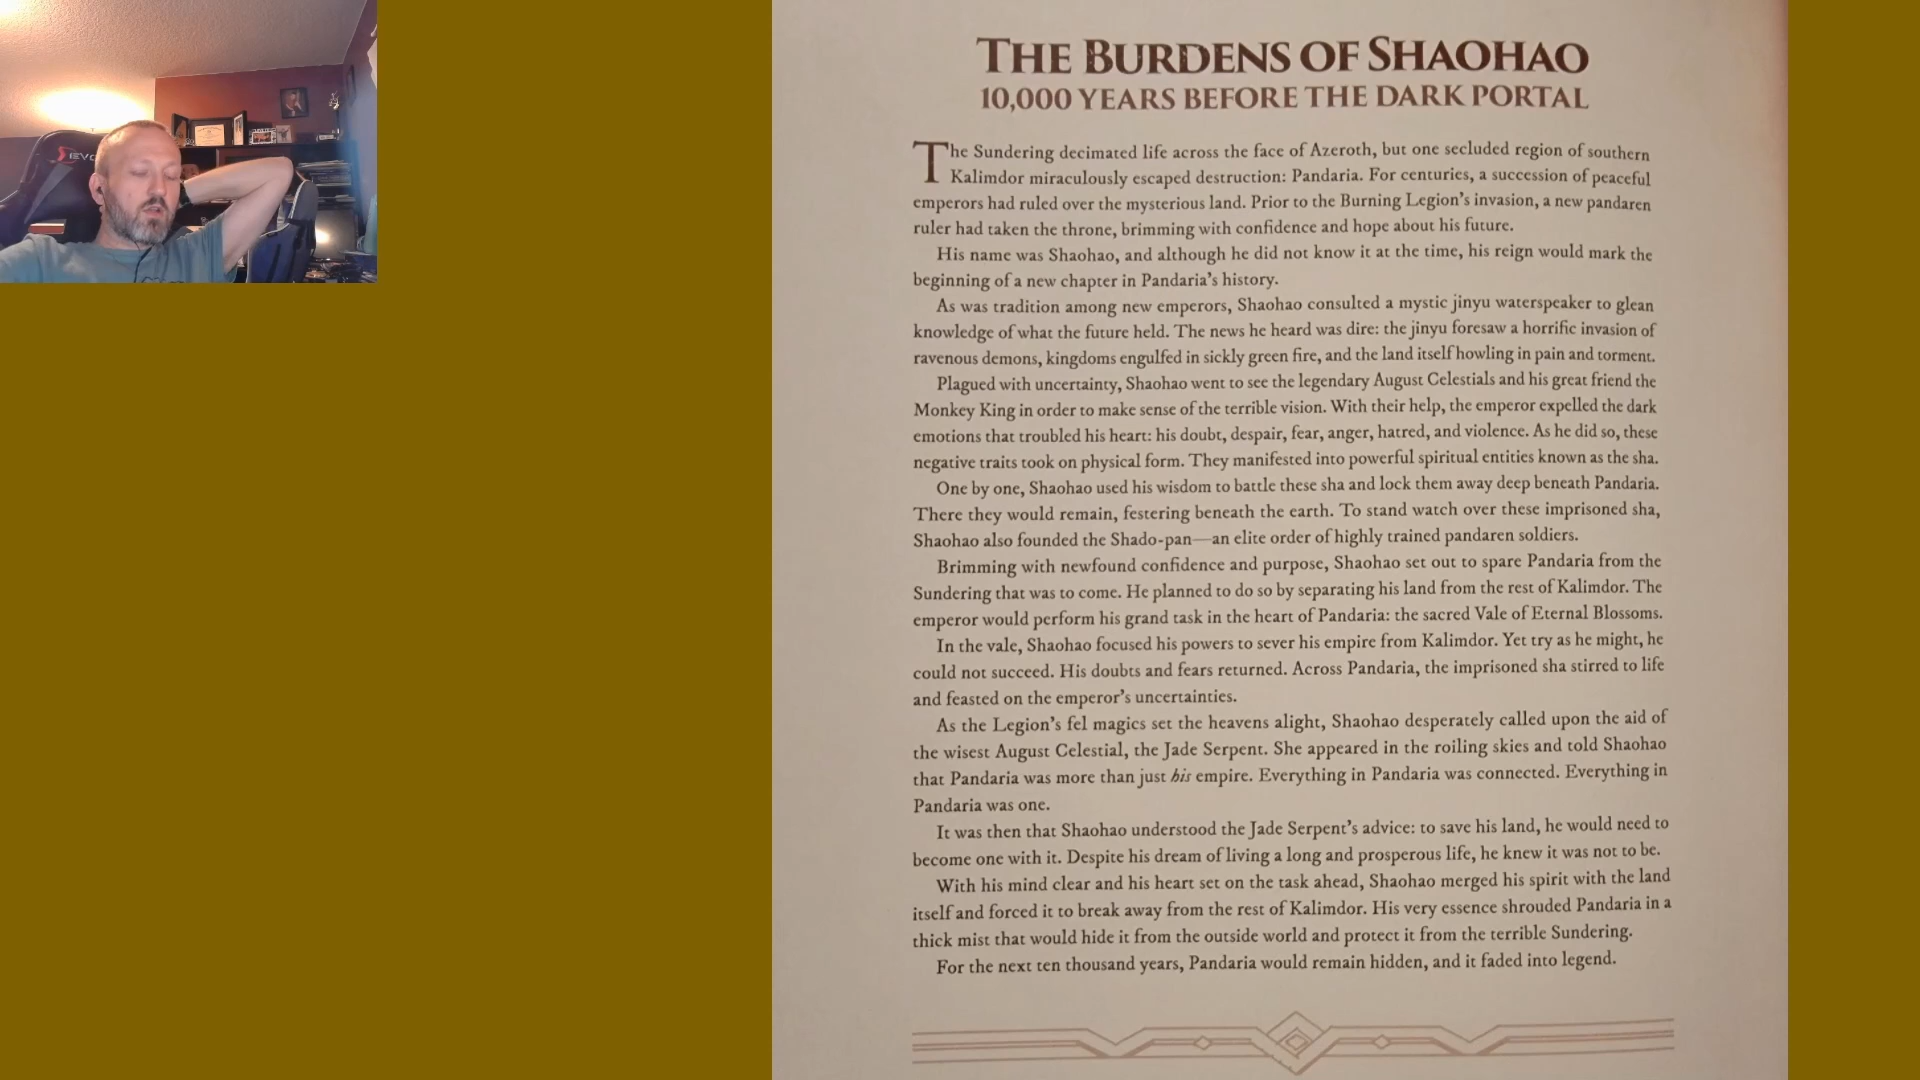 THE BURDENS OF SHAOHAO
10,000 YEARS BEFORE THE DARK PORTAL
The Sundering decimated life across the face of Azeroth, but one secluded region of southern
Kalimdor miraculously escaped destruction: Pandaria. For centuries, a succession of peaceful
emperors had ruled over the mysterious land. Prior to the Burning Legion's invasion, a new pandaren
ruler had taken the throne, brimming with confidence and hope about his future.
His name was Shaohao, and although he did not know it at the time, his reign would mark the
beginning of a new chapter in Pandaria's history.
As was tradition among new emperors, Shaohao consulted a mystic jinyu waterspeaker to glean
knowledge of what the future held. The news he heard was dire: the jinyu foresaw a horrific invasion of
ravenous demons, kingdoms engulfed in sickly green fire, and the land itself howling in pain and torment.
Plagued with uncertainty, Shaohao went to see the legendary August Celestials and his great friend the
Monkey King in order to make sense of the terrible vision. With their help, the emperor expelled the dark
emotions that troubled his heart: his doubt, despair, fear, anger, hatred, and violence. As he did so, these
negative traits took on physical form. They manifested into powerful spiritual entities known as the sha.
One by one, Shaohao used his wisdom to battle these sha and lock them away deep beneath Pandaria.
There they would remain, festering beneath the earth. To stand watch over these imprisoned sha,
Shaohao also founded the Shado-pan—an elite order of highly trained pandaren soldiers.
Brimming with newfound confidence and purpose, Shaohao set out to spare Pandaria from the
Sundering that was to come. He planned to do so by separating his land from the rest of Kalimdor. The
emperor would perform his grand task in the heart of Pandaria: the sacred Vale of Eternal Blossoms.
In the vale, Shaohao focused his powers to sever his empire from Kalimdor. Yet try as he might, he
could not succeed. His doubts and fears returned. Across Pandaria, the imprisoned sha stirred to life
and feasted on the emperor's uncertainties.
As the Legion's fel magics set the heavens alight, Shaohao desperately called upon the aid of
the wisest August Celestial, the Jade Serpent. She appeared in the roiling skies and told Shaohao
that Pandaria was more than just his empire. Everything in Pandaria was connected. Everything in
Pandaria was one.
It was then that Shaohao understood the Jade Serpent's advice: to save his land, he would need to
become one with it. Despite his dream of living a long and prosperous life, he knew it was not to be.
With his mind clear and his heart set on the task ahead, Shaohao merged his spirit with the land
itself and forced it to break away from the rest of Kalimdor. His very essence shrouded Pandaria in a
thick mist that would hide it from the outside world and protect it from the terrible Sundering.
For the next ten thousand years, Pandaria would remain hidden, and it faded into legend.